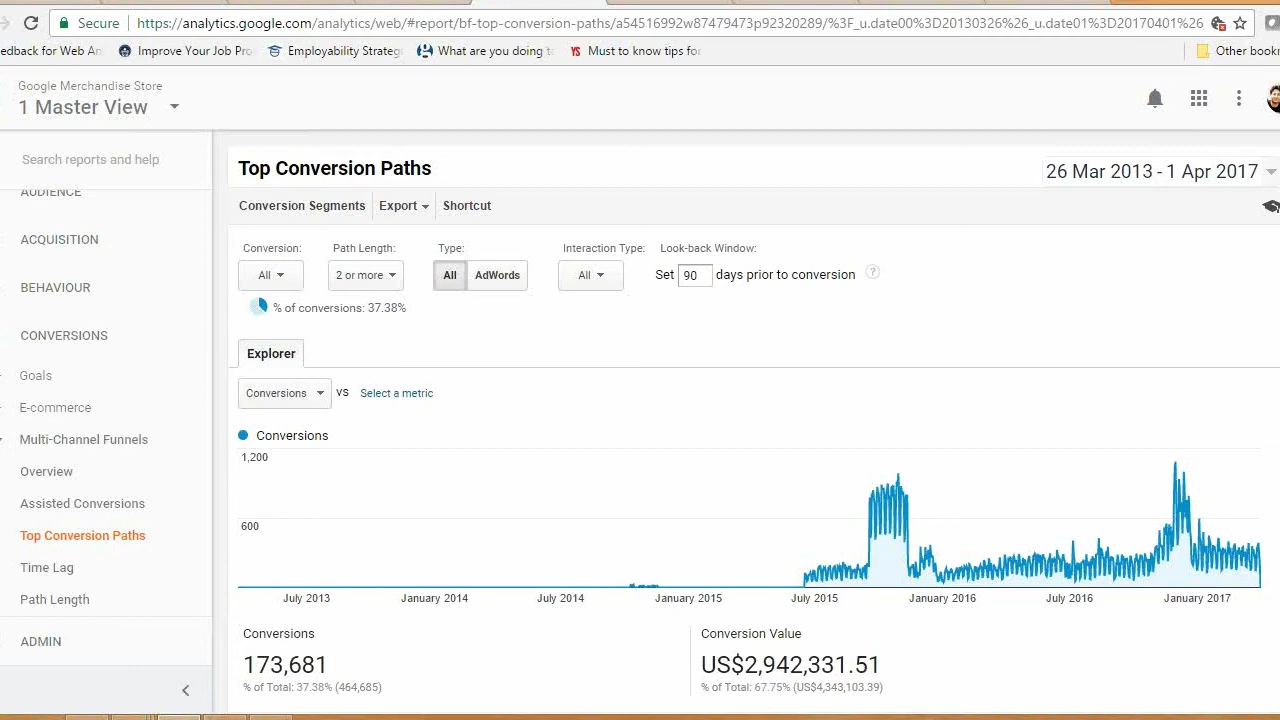 Secure https://analytics.google.com/analytics/web/#report/bf-top-conversion-paths/a54516992w87479473p92320289/%3F_u.date00%3D20130326%26_u.date01%3D20170401%26
edback for Web An Improve Your Job Pro Employability Strateg What are you doing t YS Must to know tips for Other book
Google Merchandise Store
1 Master View
Search reports and help
AUDIENCE
ACQUISITION
BEHAVIOUR
CONVERSIONS
Goals
E-commerce
Multi-Channel Funnels
Overview
Assisted Conversions
Top Conversion Paths
Time Lag
Path Length
ADMIN
Top Conversion Paths
26 Mar 2013 - 1 Apr 2017
Conversion Segments Export Shortcut
Conversion: Path Length: Type: Interaction Type: Look-back Window:
All 2 or more All AdWords All Set 90 days prior to conversion ?
% of conversions: 37.38%
Explorer
Conversions VS Select a metric
Conversions
1,200
600
July 2013 January 2014 July 2014 January 2015 July 2015 January 2016 July 2016 January 2017
Conversions
173,681
% of Total: 37.38% (464,685)
Conversion Value
US$2,942,331.51
% of Total: 67.75% (US$4,343,103.39)